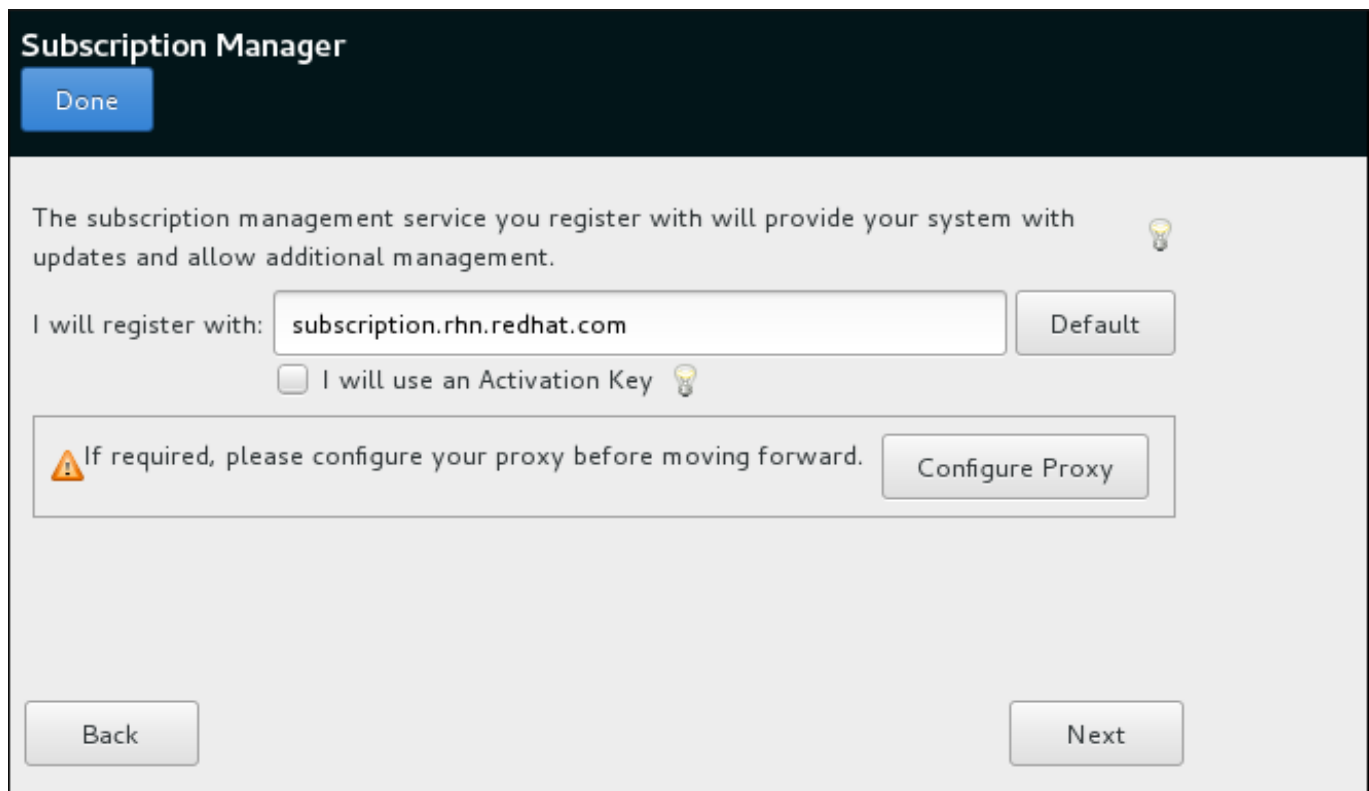 Subscription Manager
Done
The subscription management service you register with will provide your system with
updates and allow additional management.
I will register with: subscription.rhn.redhat.com Default
I will use an Activation Key
If required, please configure your proxy before moving forward. Configure Proxy
Back Next